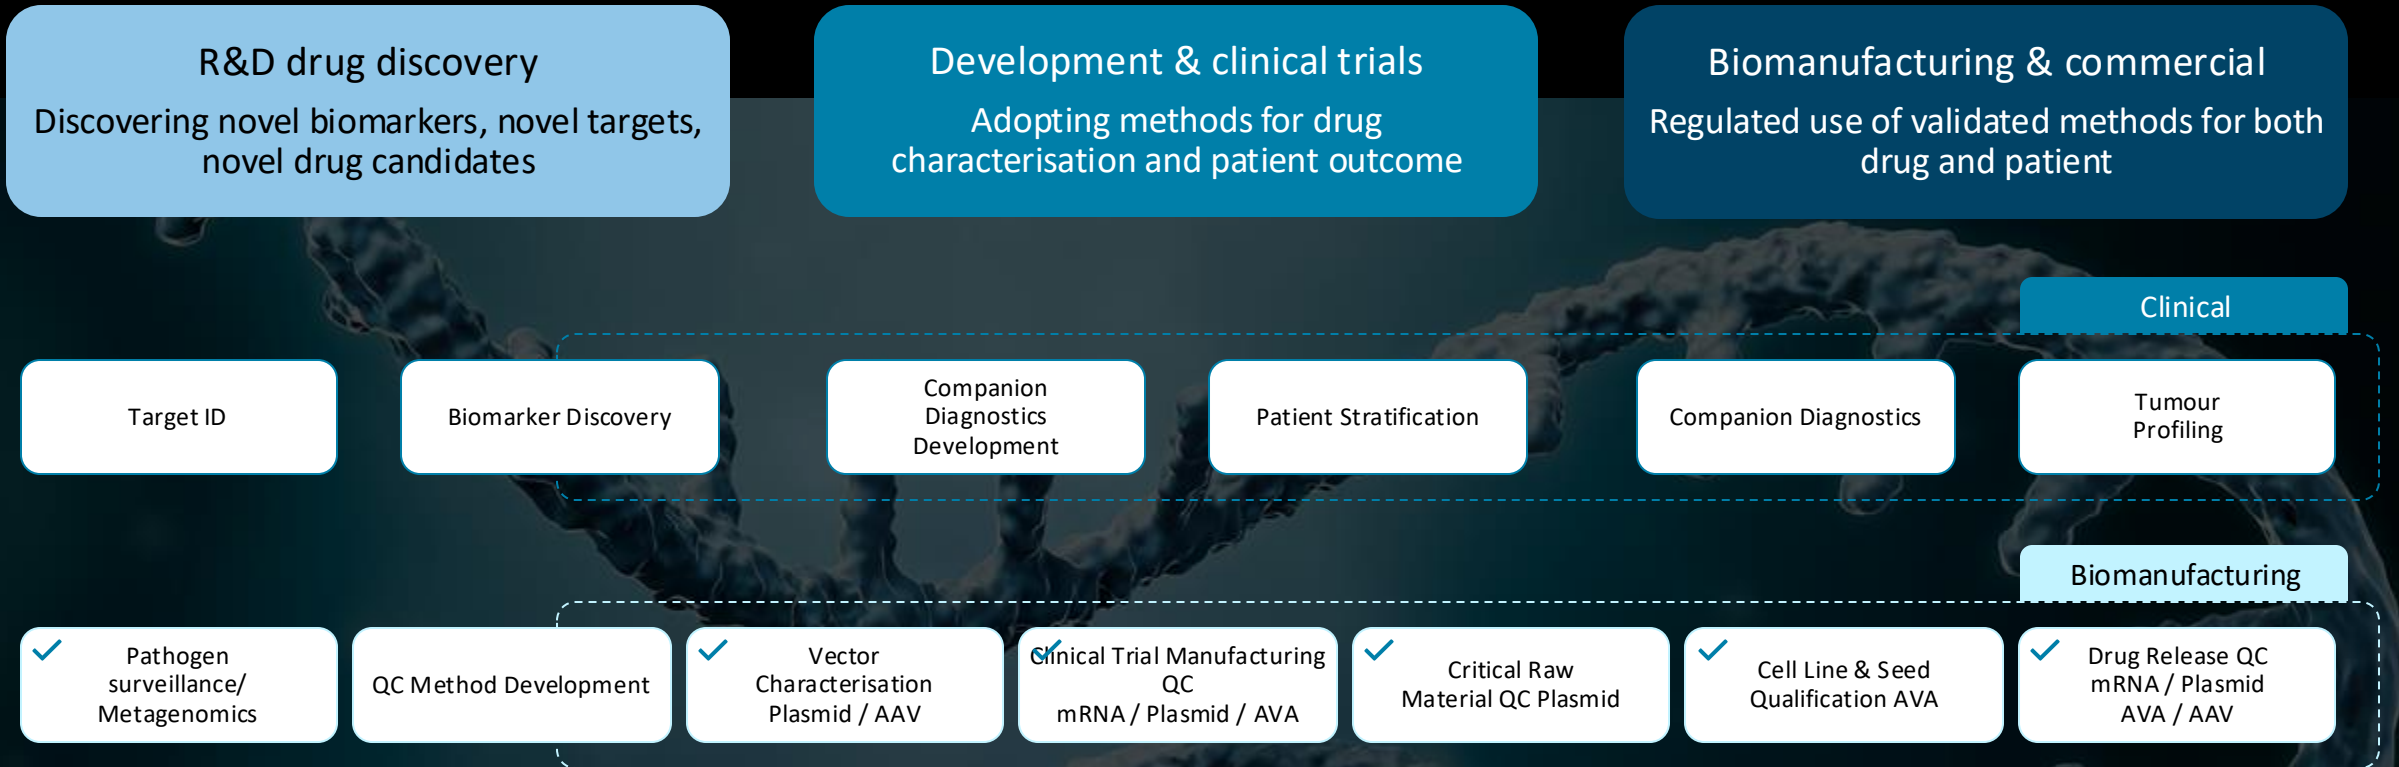 R&D drug discovery
Discovering novel biomarkers, novel targets,
novel drug candidates
Development & clinical trials
Adopting methods for drug
characterisation and patient outcome
Biomanufacturing & commercial
Regulated use of validated methods for both
drug and patient
Clinical
Target ID
Biomarker Discovery
Companion
Diagnostics
Development
Patient Stratification
Companion Diagnostics
Tumour
Profiling
Biomanufacturing
Pathogen
surveillance/
Metagenomics
QC Method Development
Vector
Characterisation
Plasmid / AAV
Clinical Trial Manufacturing
QC
mRNA / Plasmid / AVA
Critical Raw
Material QC Plasmid
Cell Line & Seed
Qualification AVA
Drug Release QC
mRNA / Plasmid
AVA / AAV